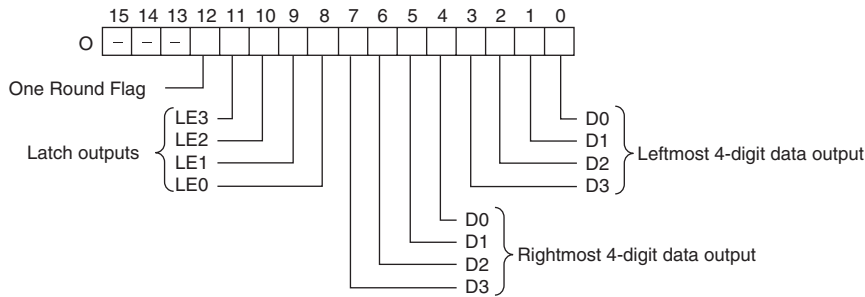 15 14 13 12 11 10 9 8 7 6 5 4 3 2 1 0
O – – –
One Round Flag
LE3
LE2
Latch outputs
LE1
LE0
D0
D1
Leftmost 4-digit data output
D2
D3
D0
D1
Rightmost 4-digit data output
D2
D3